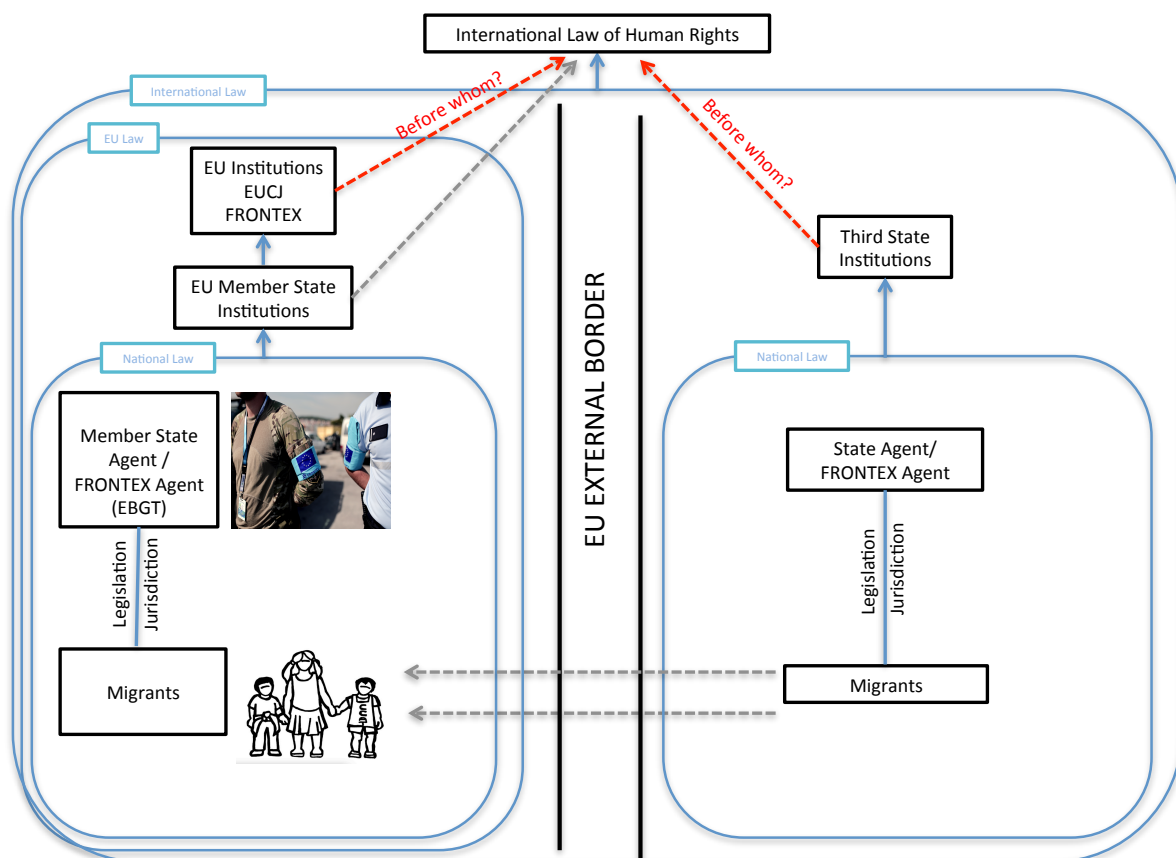 International Law of Human Rights
International Law
Before whom?
Before whom?
EU Law
EU Institutions
EUCJ
FRONTEX
Third State
Institutions
EU Member State
Institutions
EU EXTERNAL BORDER
National Law
National Law
Member State
Agent /
FRONTEX Agent
(EBGT)
State Agent/
FRONTEX Agent
Legislation
Jurisdiction
Legislation
Jurisdiction
Migrants
Migrants